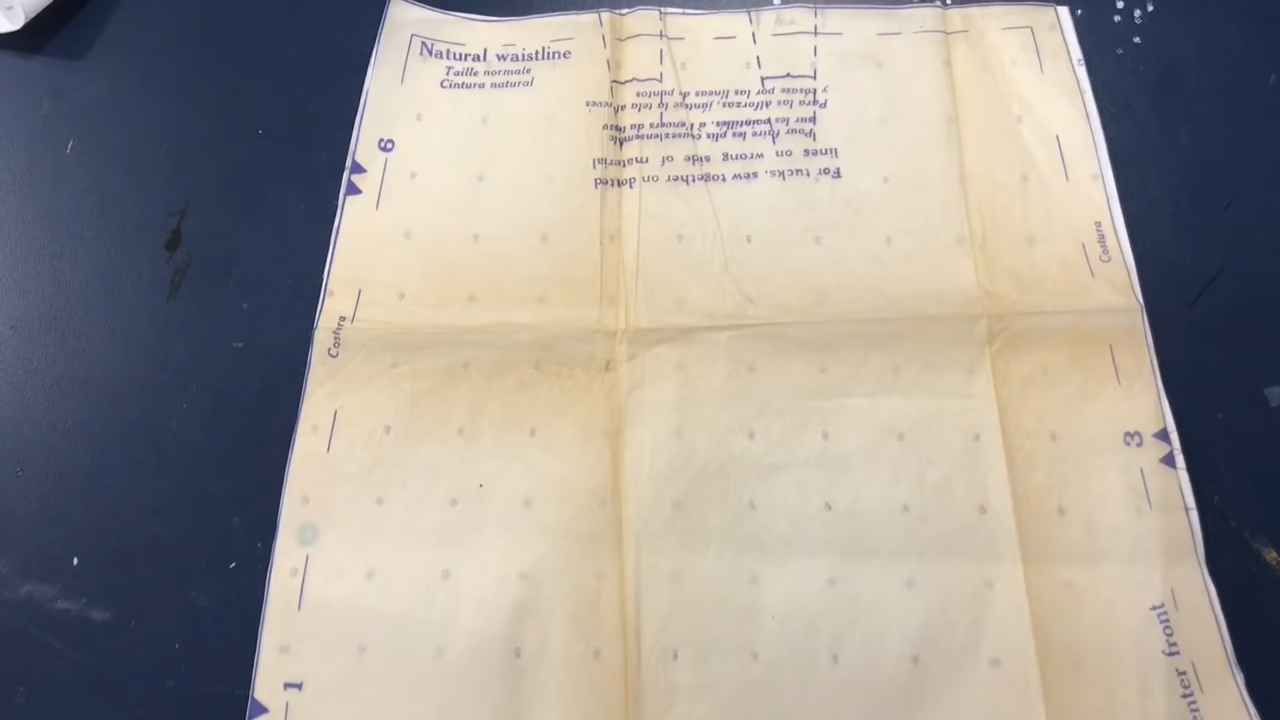 Natural waistline
Taille normale
Cintura natural
For tucks, sew together on dotted
lines on wrong side of material
Pour faire les plis cousezlensemble
sur les pointillés, à l'envers du tissu
Para las alforzas, júntese la tela al revés
y cósase por las líneas de puntos
6
Costura
Costura
3
1
enter front